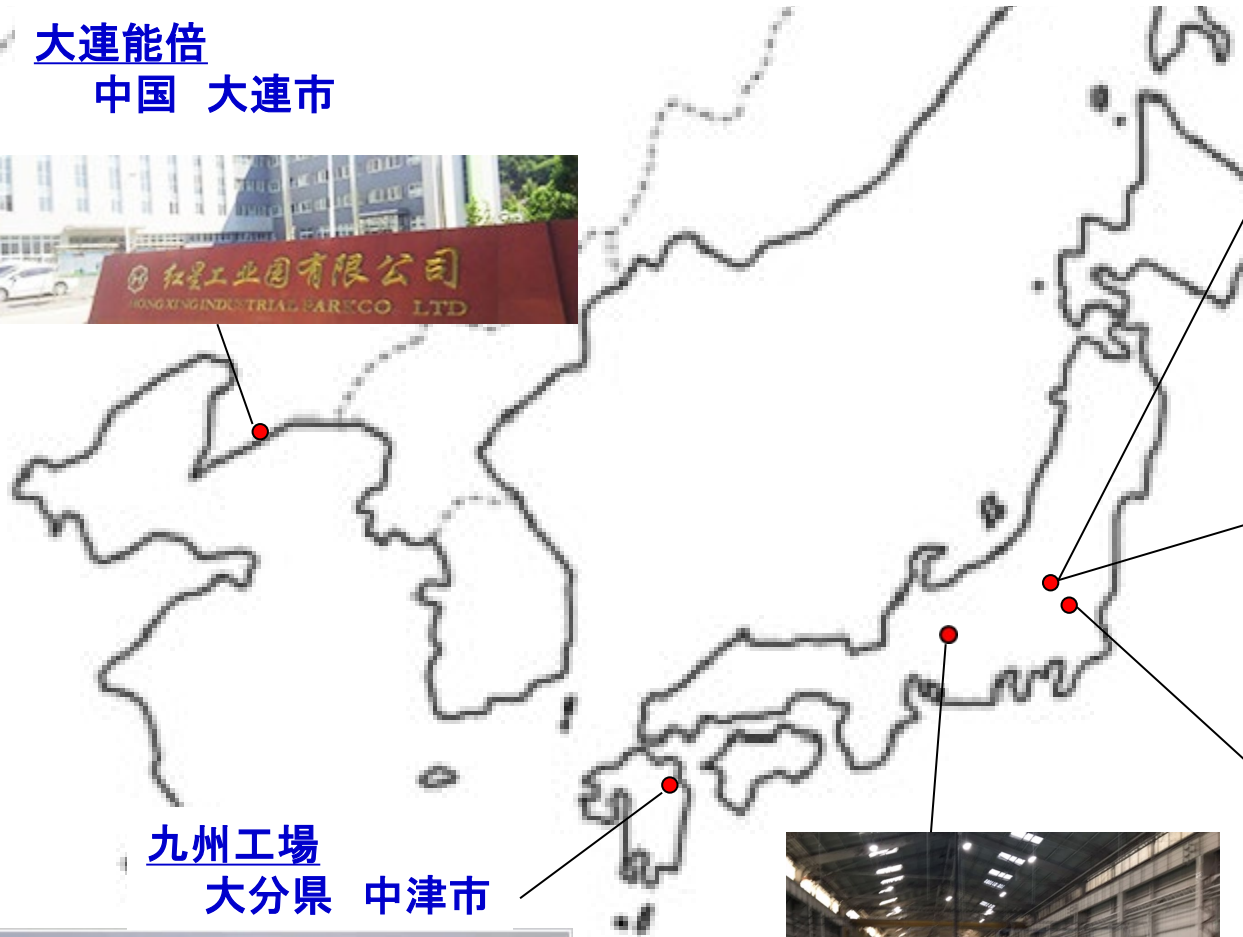 大連能倍
中国　大連市
红星工业园有限公司
HONG XING INDUSTRIAL PARK CO　LTD
九州工場
大分県　中津市